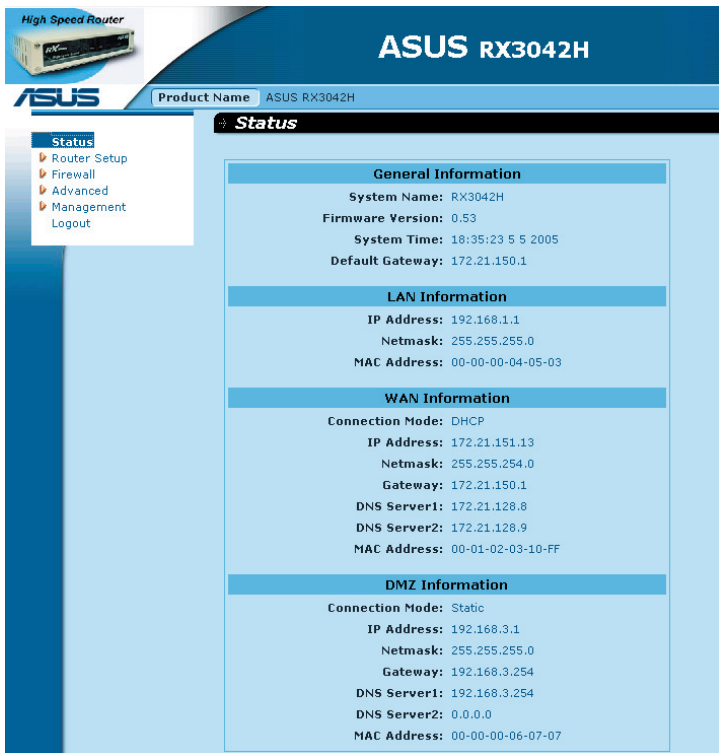 High Speed Router
ASUS RX3042H
ASUS
Product Name ASUS RX3042H
Status
Status
Router Setup
Firewall
Advanced
Management
Logout
General Information
System Name: RX3042H
Firmware Version: 0.53
System Time: 18:35:23 5 5 2005
Default Gateway: 172.21.150.1
LAN Information
IP Address: 192.168.1.1
Netmask: 255.255.255.0
MAC Address: 00-00-00-04-05-03
WAN Information
Connection Mode: DHCP
IP Address: 172.21.151.13
Netmask: 255.255.254.0
Gateway: 172.21.150.1
DNS Server1: 172.21.128.8
DNS Server2: 172.21.128.9
MAC Address: 00-01-02-03-10-FF
DMZ Information
Connection Mode: Static
IP Address: 192.168.3.1
Netmask: 255.255.255.0
Gateway: 192.168.3.254
DNS Server1: 192.168.3.254
DNS Server2: 0.0.0.0
MAC Address: 00-00-00-06-07-07